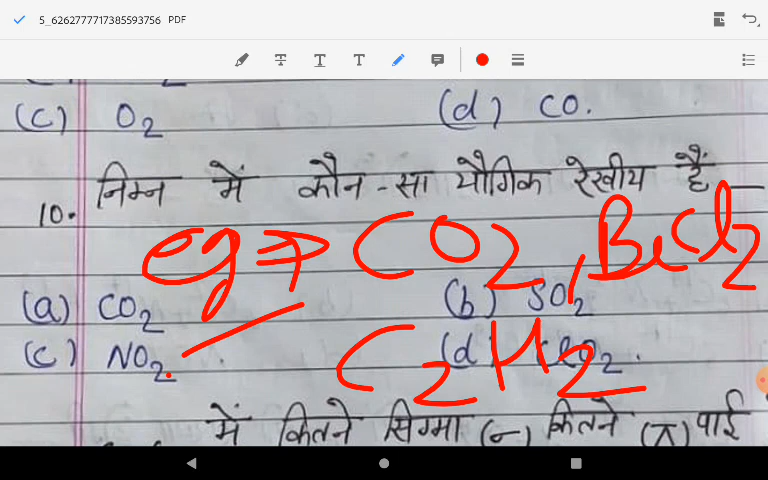 5_6262777717385593756 PDF
(c) O₂ (d) CO.
10. निम्न में कौन-सा यौगिक रेखीय हैं —
eg ⇒ CO₂, BeCl₂
(a) CO₂ (b) SO₂
(c) NO₂. (d) ClO₂.
C₂H₂
में कितने सिग्मा (σ) कितने (π) पाई